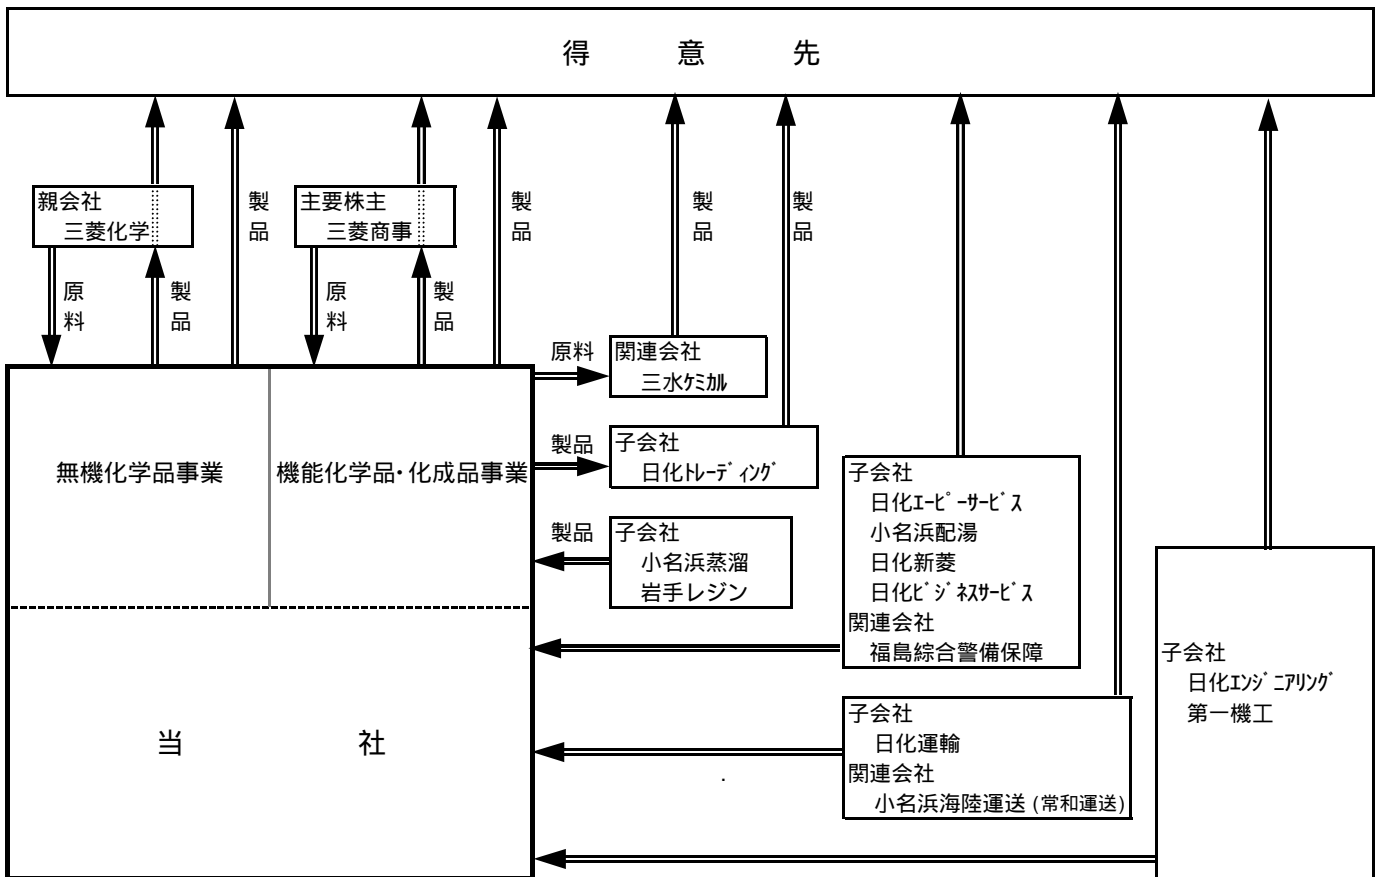 得意先
親会社
三菱化学
製品
主要株主
三菱商事
製品
製品
製品
原料
製品
原料
製品
原料
関連会社
三水ｹﾐｶﾙ
製品
子会社
日化ﾄﾚｰﾃﾞｨﾝｸﾞ
無機化学品事業
機能化学品・化成品事業
製品
子会社
小名浜蒸溜
岩手レジン
子会社
日化ｴｰﾋﾟｰｻｰﾋﾞｽ
小名浜配湯
日化新菱
日化ﾋﾞｼﾞﾈｽｻｰﾋﾞｽ
関連会社
福島綜合警備保障
子会社
日化ｴﾝｼﾞﾆｱﾘﾝｸﾞ
第一機工
当社
子会社
日化運輸
関連会社
小名浜海陸運送 (常和運送)